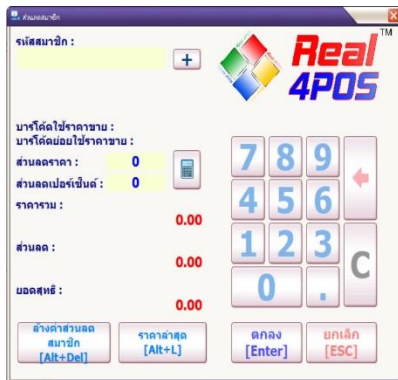 ส่วนลดสมาชิก
รหัสสมาชิก :
+
Real
4POS
TM
บาร์โค้ดใช้ราคาขาย :
บาร์โค้ดย่อยใช้ราคาขาย :
ส่วนลดราคา : 0
ส่วนลดเปอร์เซ็นต์ : 0
ราคารวม :
0.00
ส่วนลด :
0.00
ยอดสุทธิ :
0.00
7 8 9
4 5 6
1 2 3
0 .
C
ล้างค่าส่วนลด
สมาชิก
[Alt+Del]
ราคาล่าสุด
[Alt+L]
ตกลง
[Enter]
ยกเลิก
[ESC]